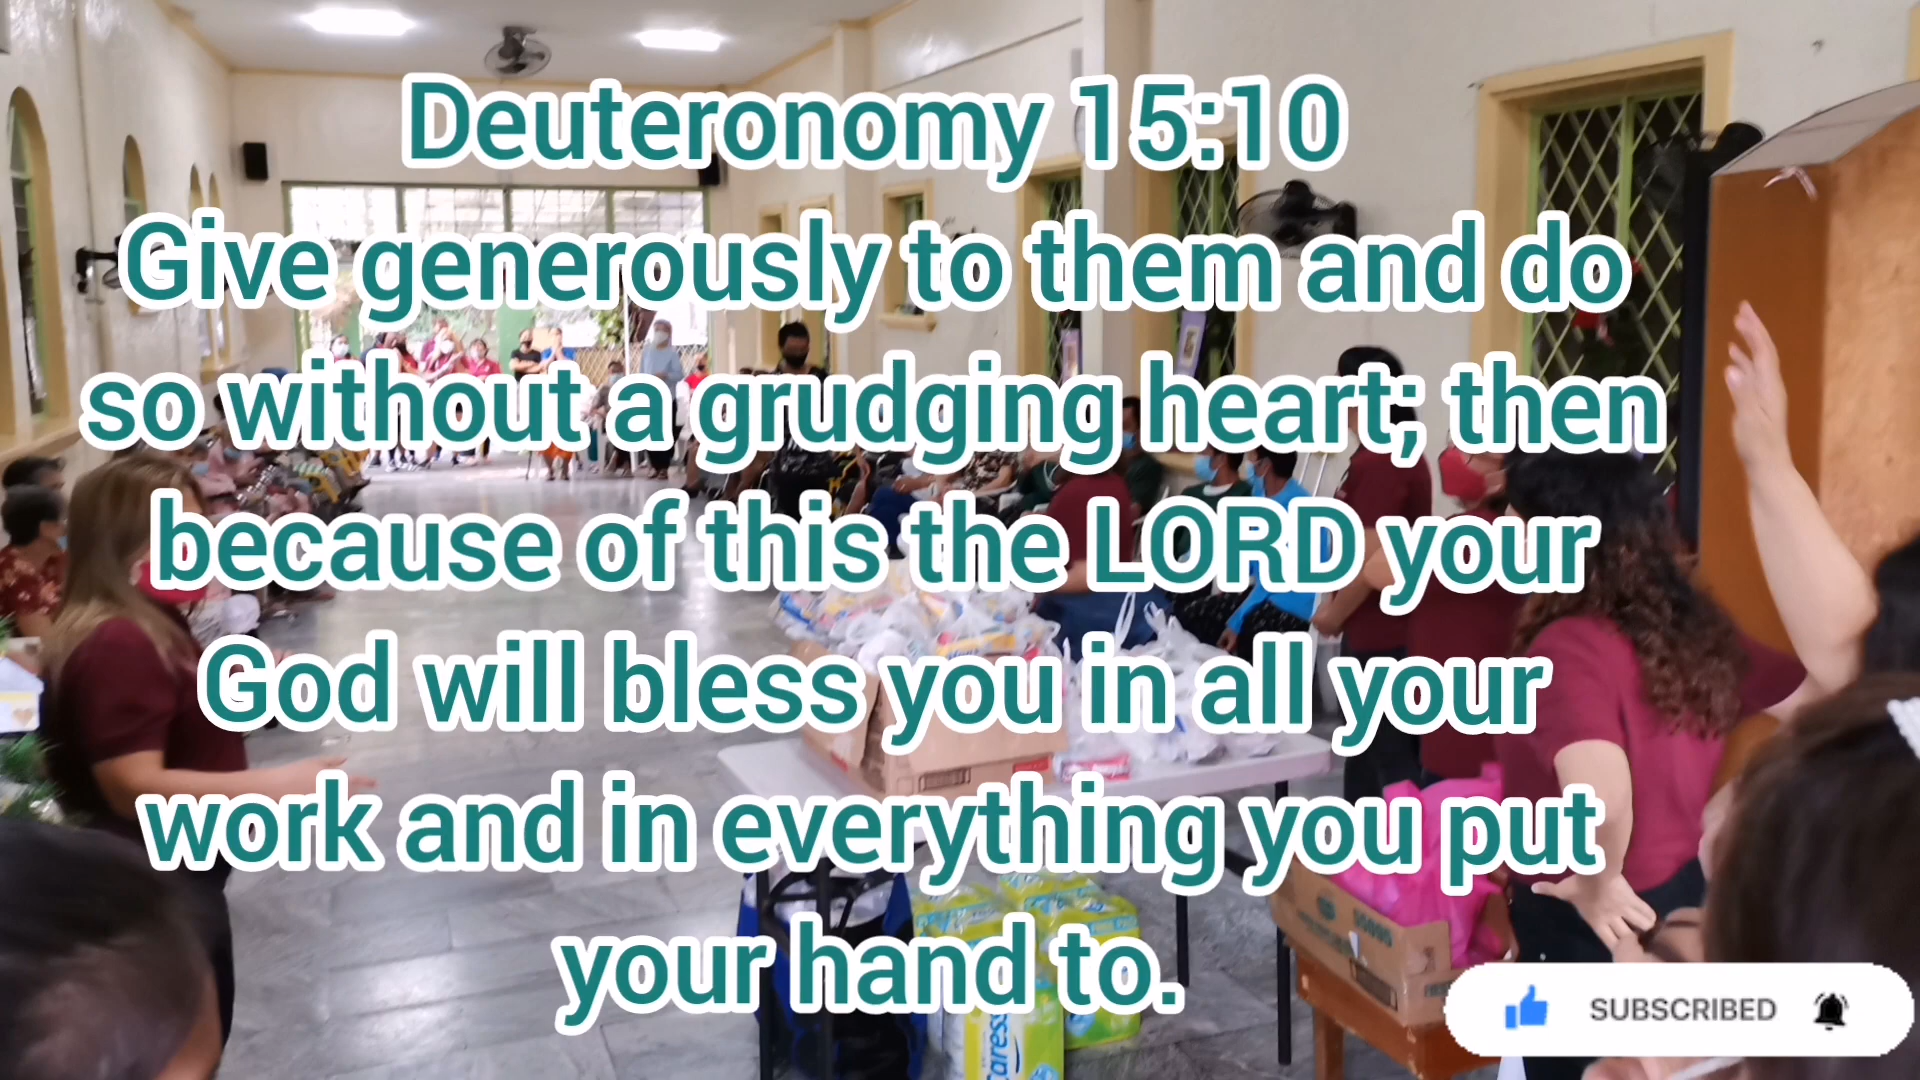 Deuteronomy 15:10
Give generously to them and do
so without a grudging heart; then
because of this the LORD your
God will bless you in all your
work and in everything you put
your hand to.
Caress
SUBSCRIBED